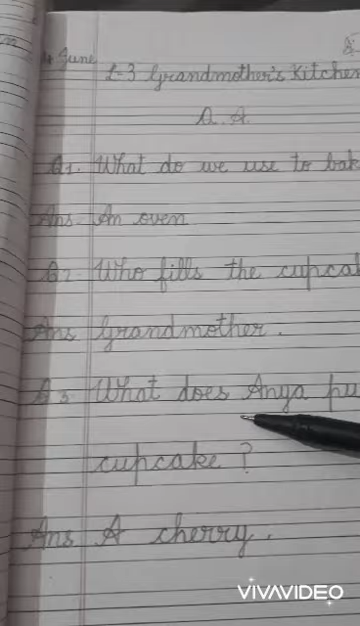 June
L-3 Grandmother's Kitchen
Q. A.
Q1. What do we use to bak
Ans. An oven
Q2 Who fills the cupcak
Ans Grandmother.
Q3 What does Anya pu
cupcake ?
Ans A cherry.
VIVAVIDEO